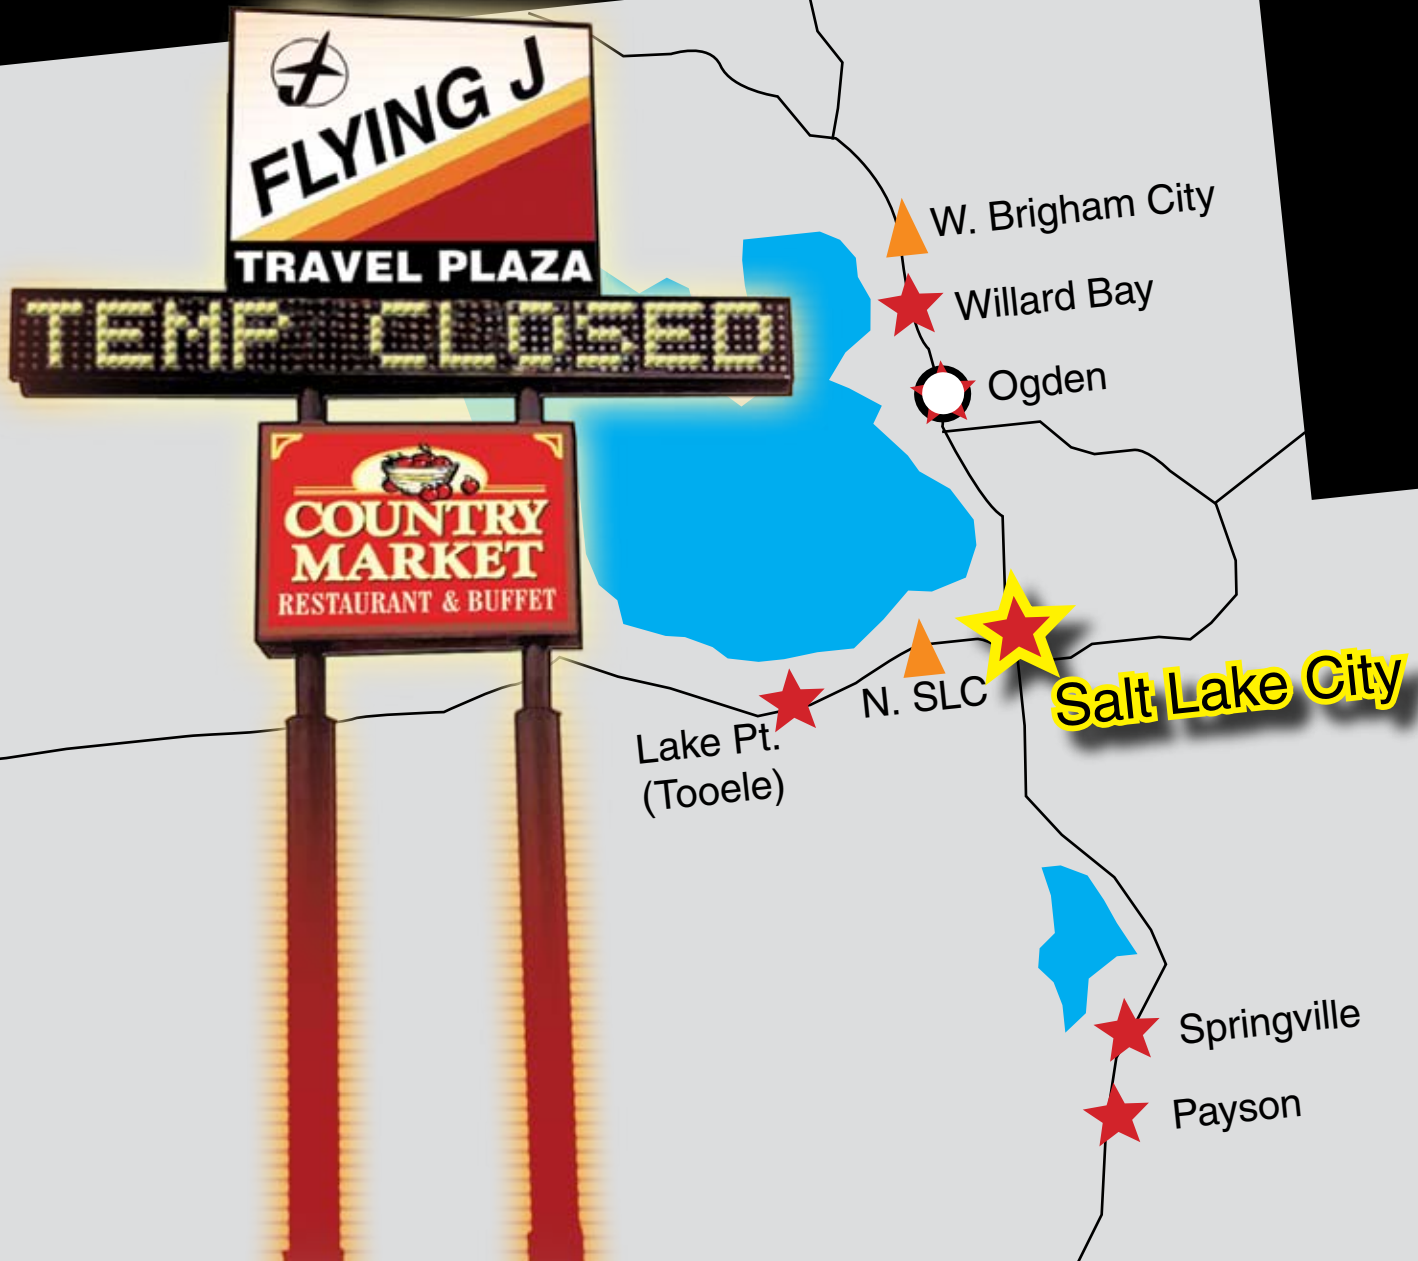 FLYING J
TRAVEL PLAZA
TEMP CLOSED
COUNTRY
MARKET
RESTAURANT & BUFFET
W. Brigham City
Willard Bay
Ogden
Salt Lake City
N. SLC
Lake Pt.
(Tooele)
Springville
Payson